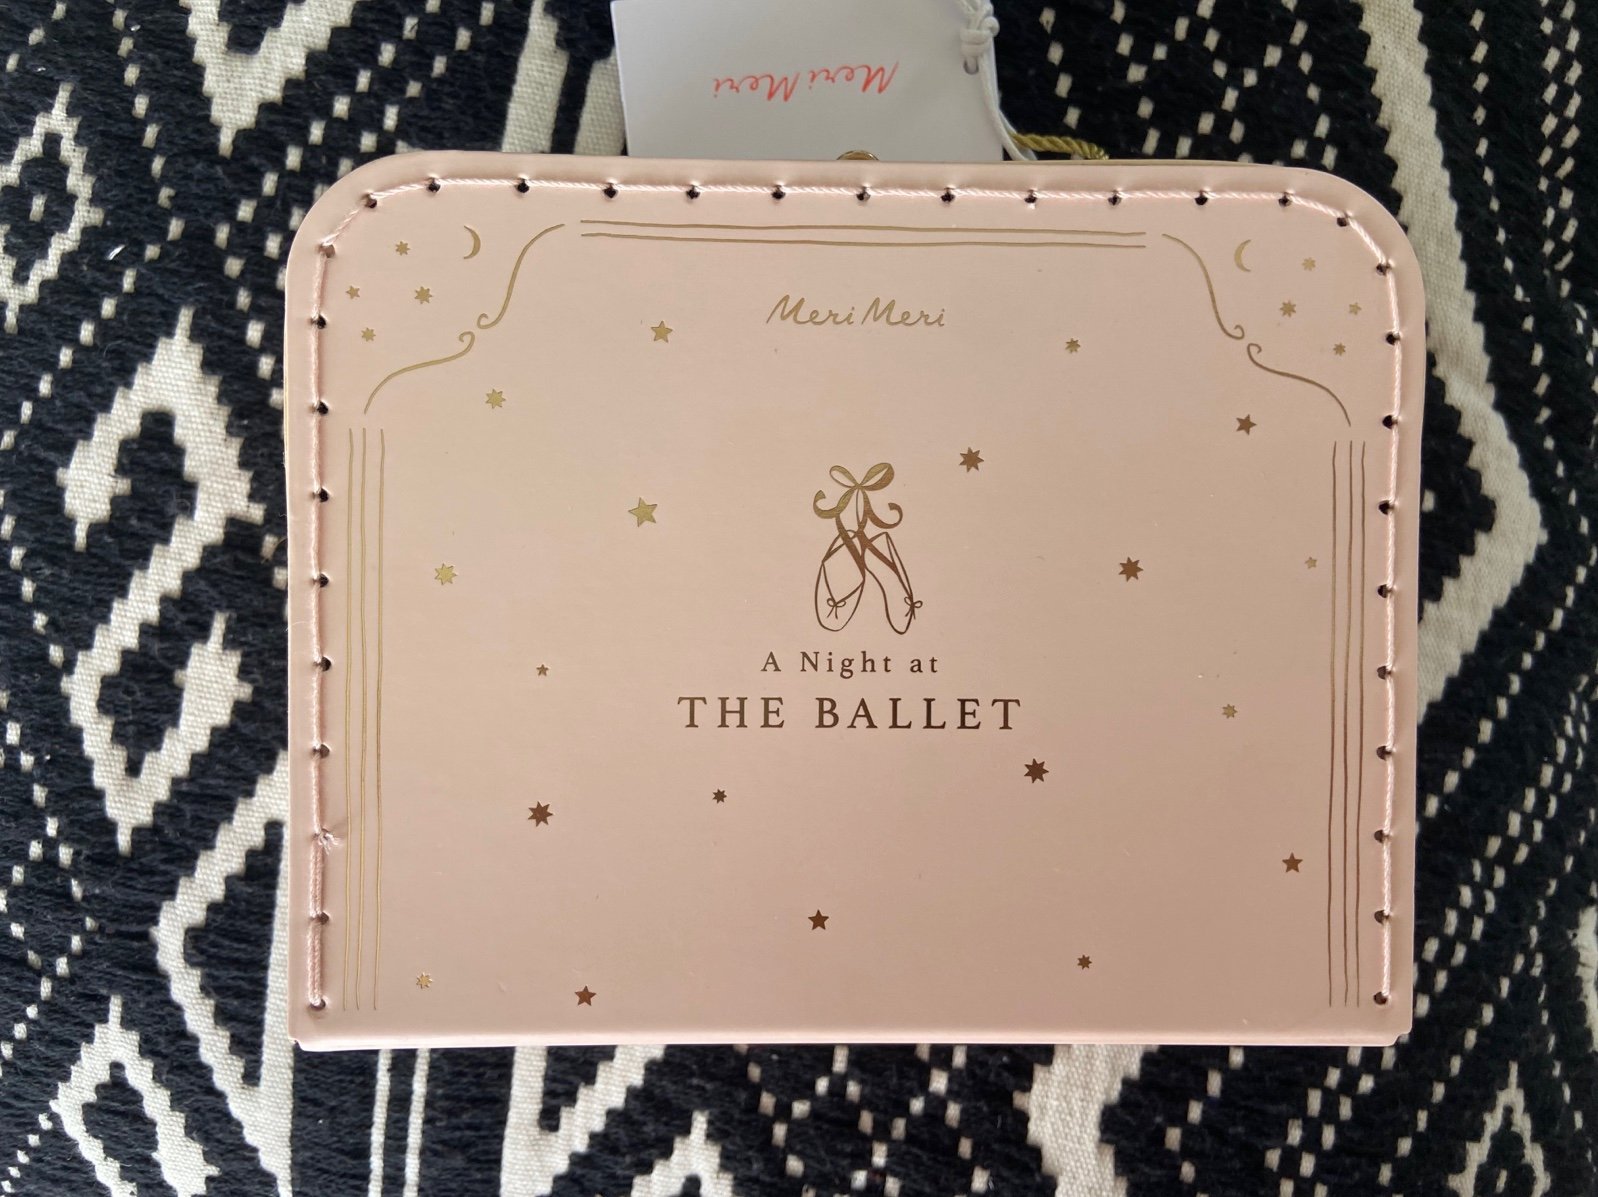 Meri Meri
Meri Meri
A Night at
THE BALLET